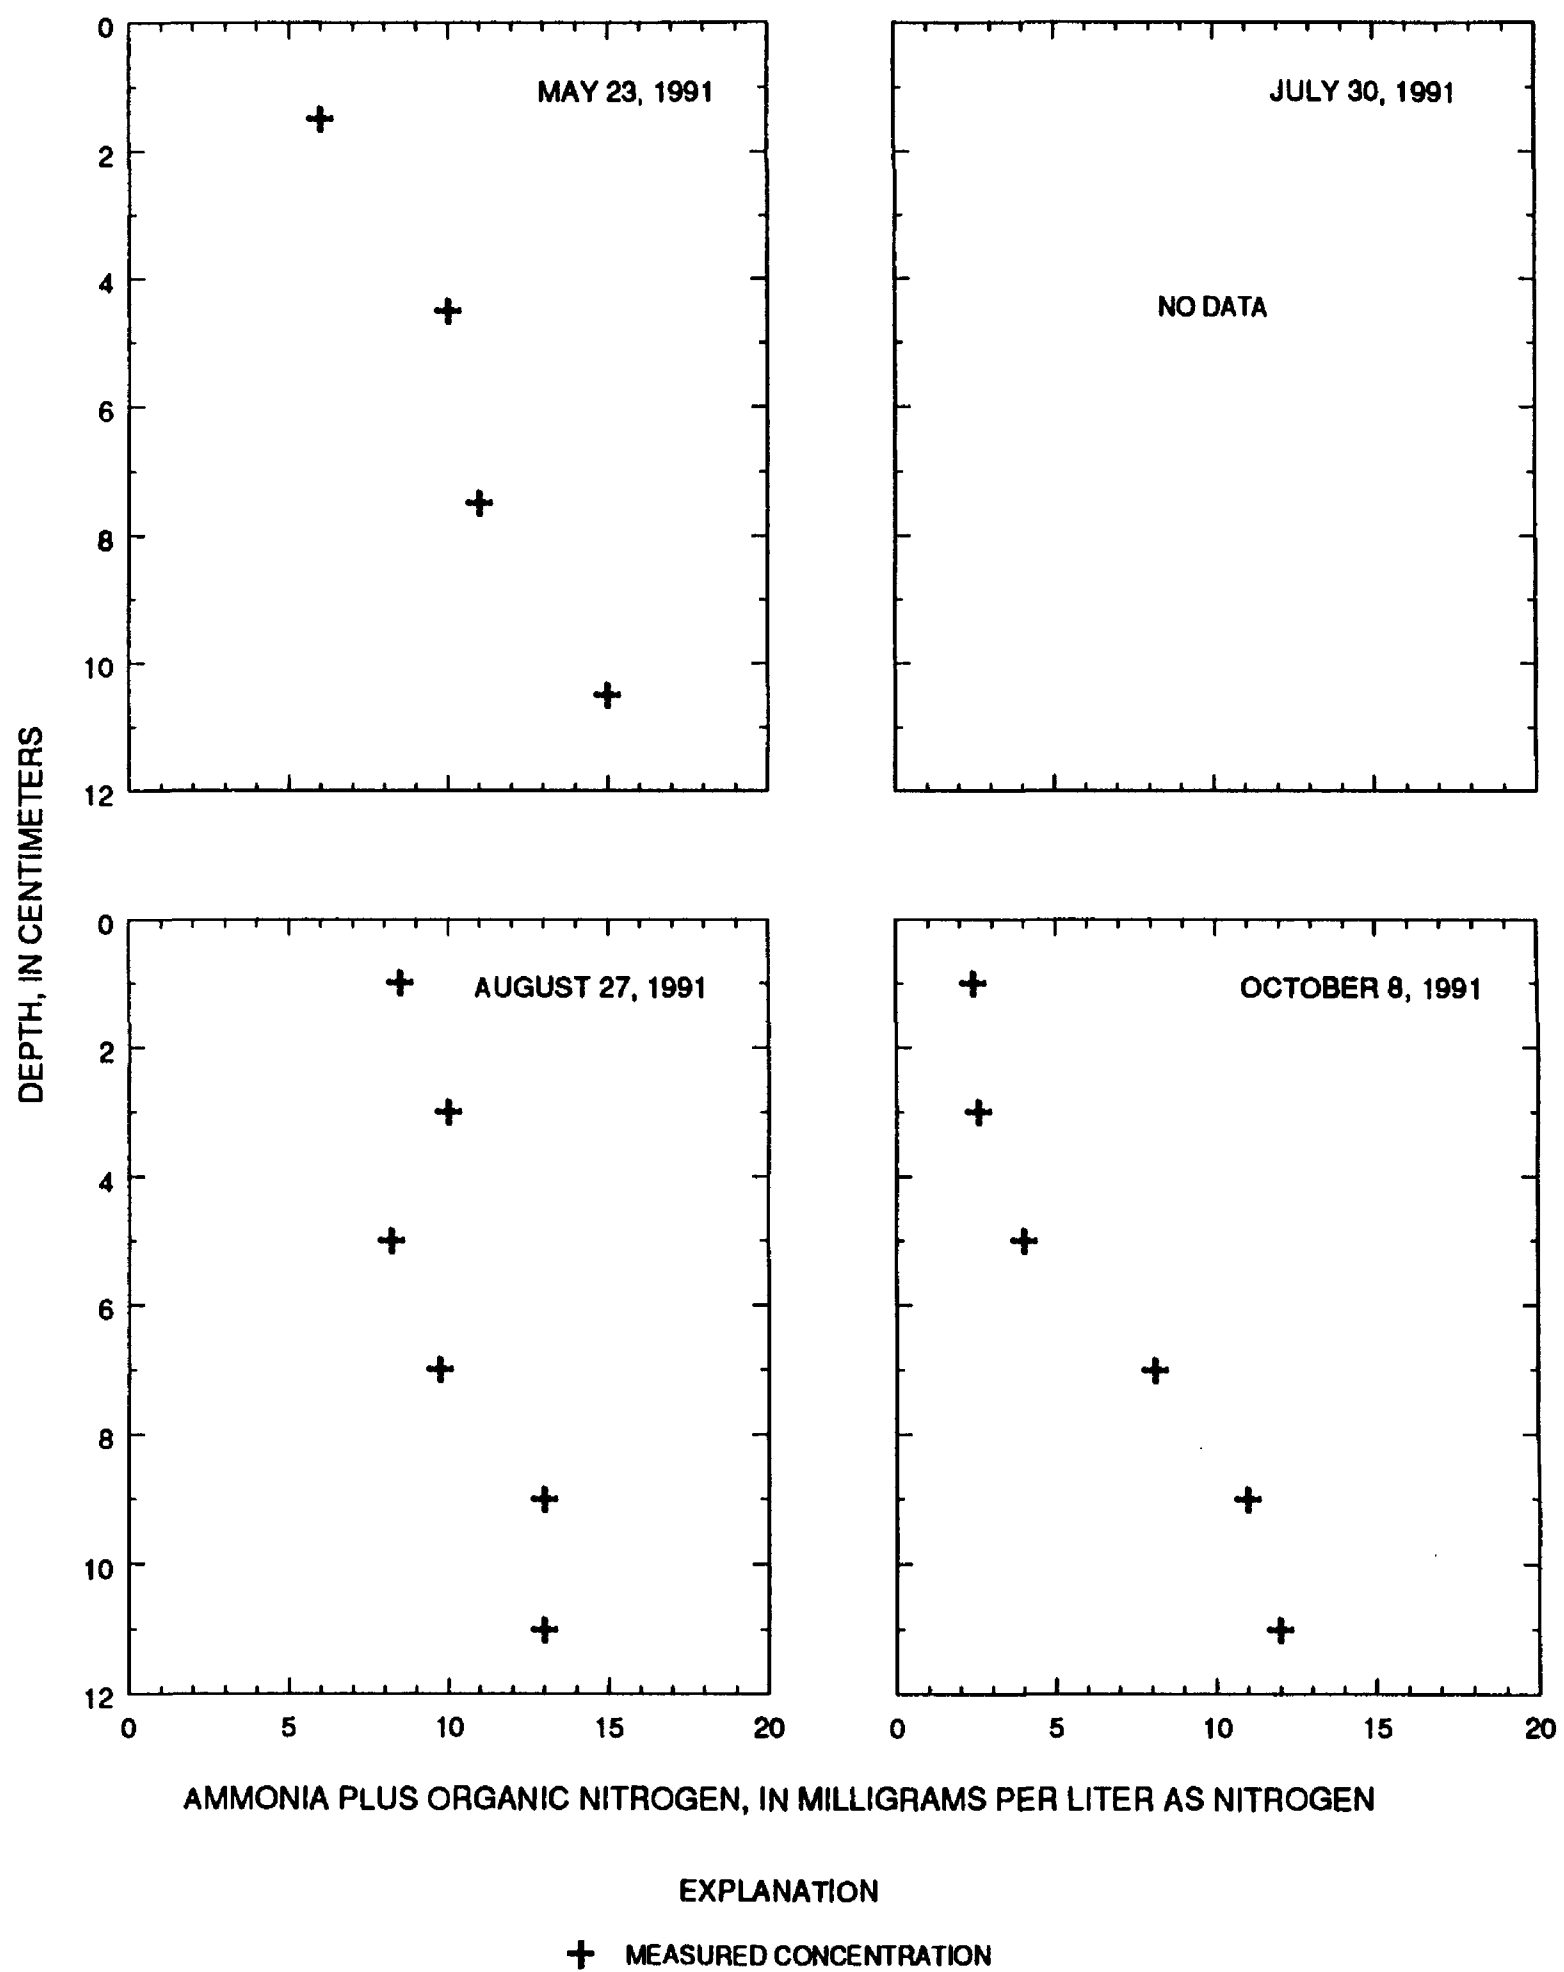 0
2
4
6
8
10
12
MAY 23, 1991
JULY 30, 1991
NO DATA
DEPTH, IN CENTIMETERS
0
2
4
6
8
10
12
AUGUST 27, 1991
OCTOBER 8, 1991
0 5 10 15 20
0 5 10 15 20
AMMONIA PLUS ORGANIC NITROGEN, IN MILLIGRAMS PER LITER AS NITROGEN
EXPLANATION
MEASURED CONCENTRATION